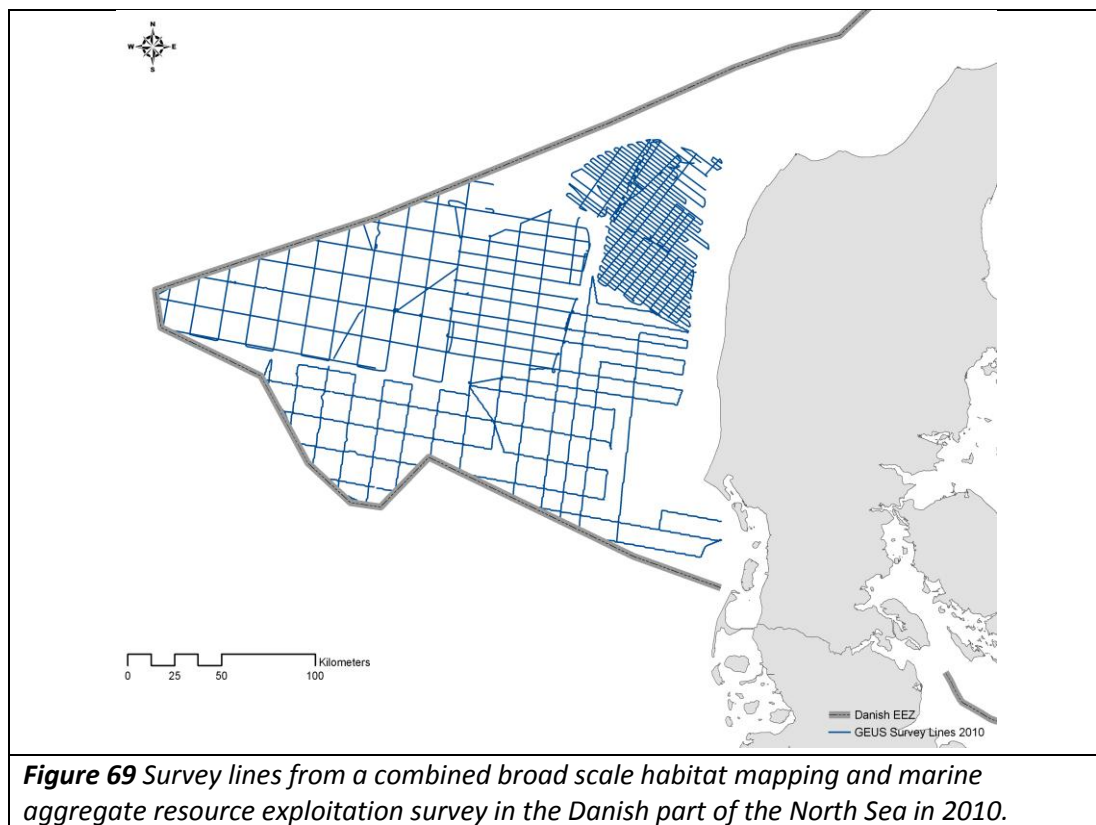 N
W E
S
Kilometers
0 25 50 100
Danish EEZ
GEUS Survey Lines 2010
Figure 69 Survey lines from a combined broad scale habitat mapping and marine
aggregate resource exploitation survey in the Danish part of the North Sea in 2010.